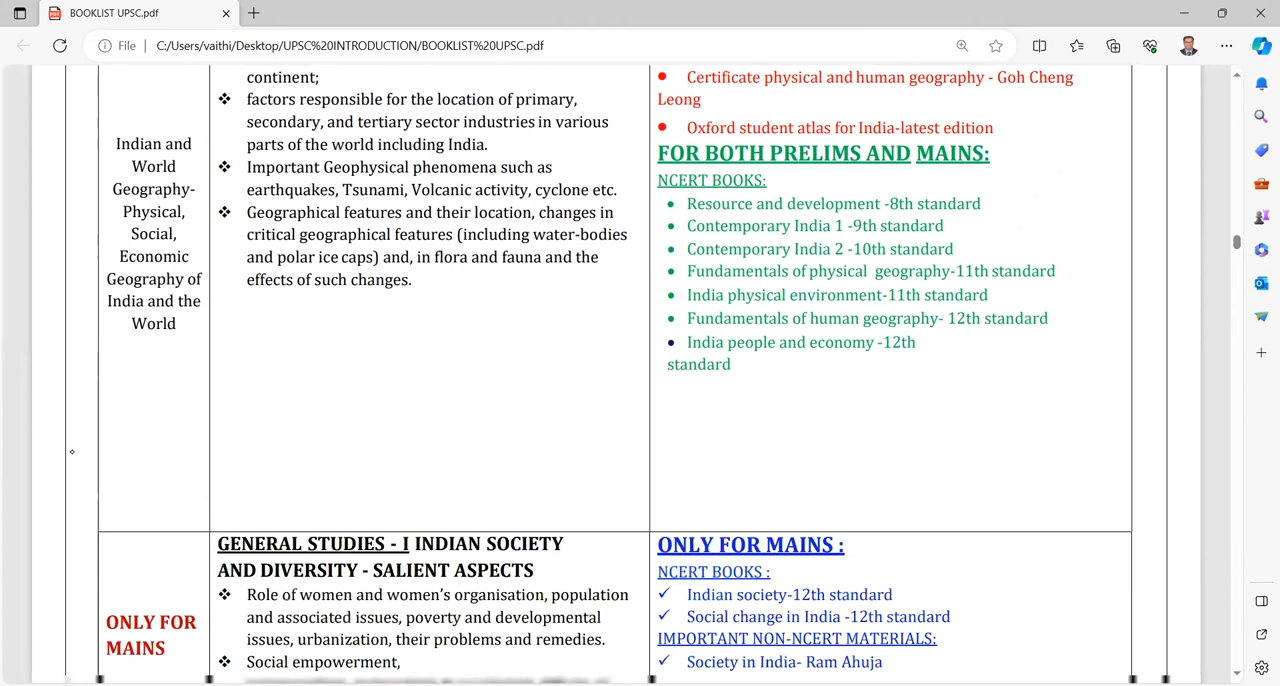 BOOKLIST UPSC.pdf
File
C:/Users/vaithi/Desktop/UPSC%20INTRODUCTION/BOOKLIST%20UPSC.pdf
Indian and
World
Geography-
Physical,
Social,
Economic
Geography of
India and the
World
continent;
❖ factors responsible for the location of primary,
secondary, and tertiary sector industries in various
parts of the world including India.
❖ Important Geophysical phenomena such as
earthquakes, Tsunami, Volcanic activity, cyclone etc.
❖ Geographical features and their location, changes in
critical geographical features (including water-bodies
and polar ice caps) and, in flora and fauna and the
effects of such changes.
● Certificate physical and human geography - Goh Cheng
Leong
● Oxford student atlas for India-latest edition
FOR BOTH PRELIMS AND MAINS:
NCERT BOOKS:
• Resource and development -8th standard
• Contemporary India 1 -9th standard
• Contemporary India 2 -10th standard
• Fundamentals of physical geography-11th standard
• India physical environment-11th standard
• Fundamentals of human geography- 12th standard
• India people and economy -12th
standard
ONLY FOR
MAINS
GENERAL STUDIES - I INDIAN SOCIETY
AND DIVERSITY - SALIENT ASPECTS
❖ Role of women and women's organisation, population
and associated issues, poverty and developmental
issues, urbanization, their problems and remedies.
❖ Social empowerment,
ONLY FOR MAINS :
NCERT BOOKS :
✓ Indian society-12th standard
✓ Social change in India -12th standard
IMPORTANT NON-NCERT MATERIALS:
✓ Society in India- Ram Ahuja